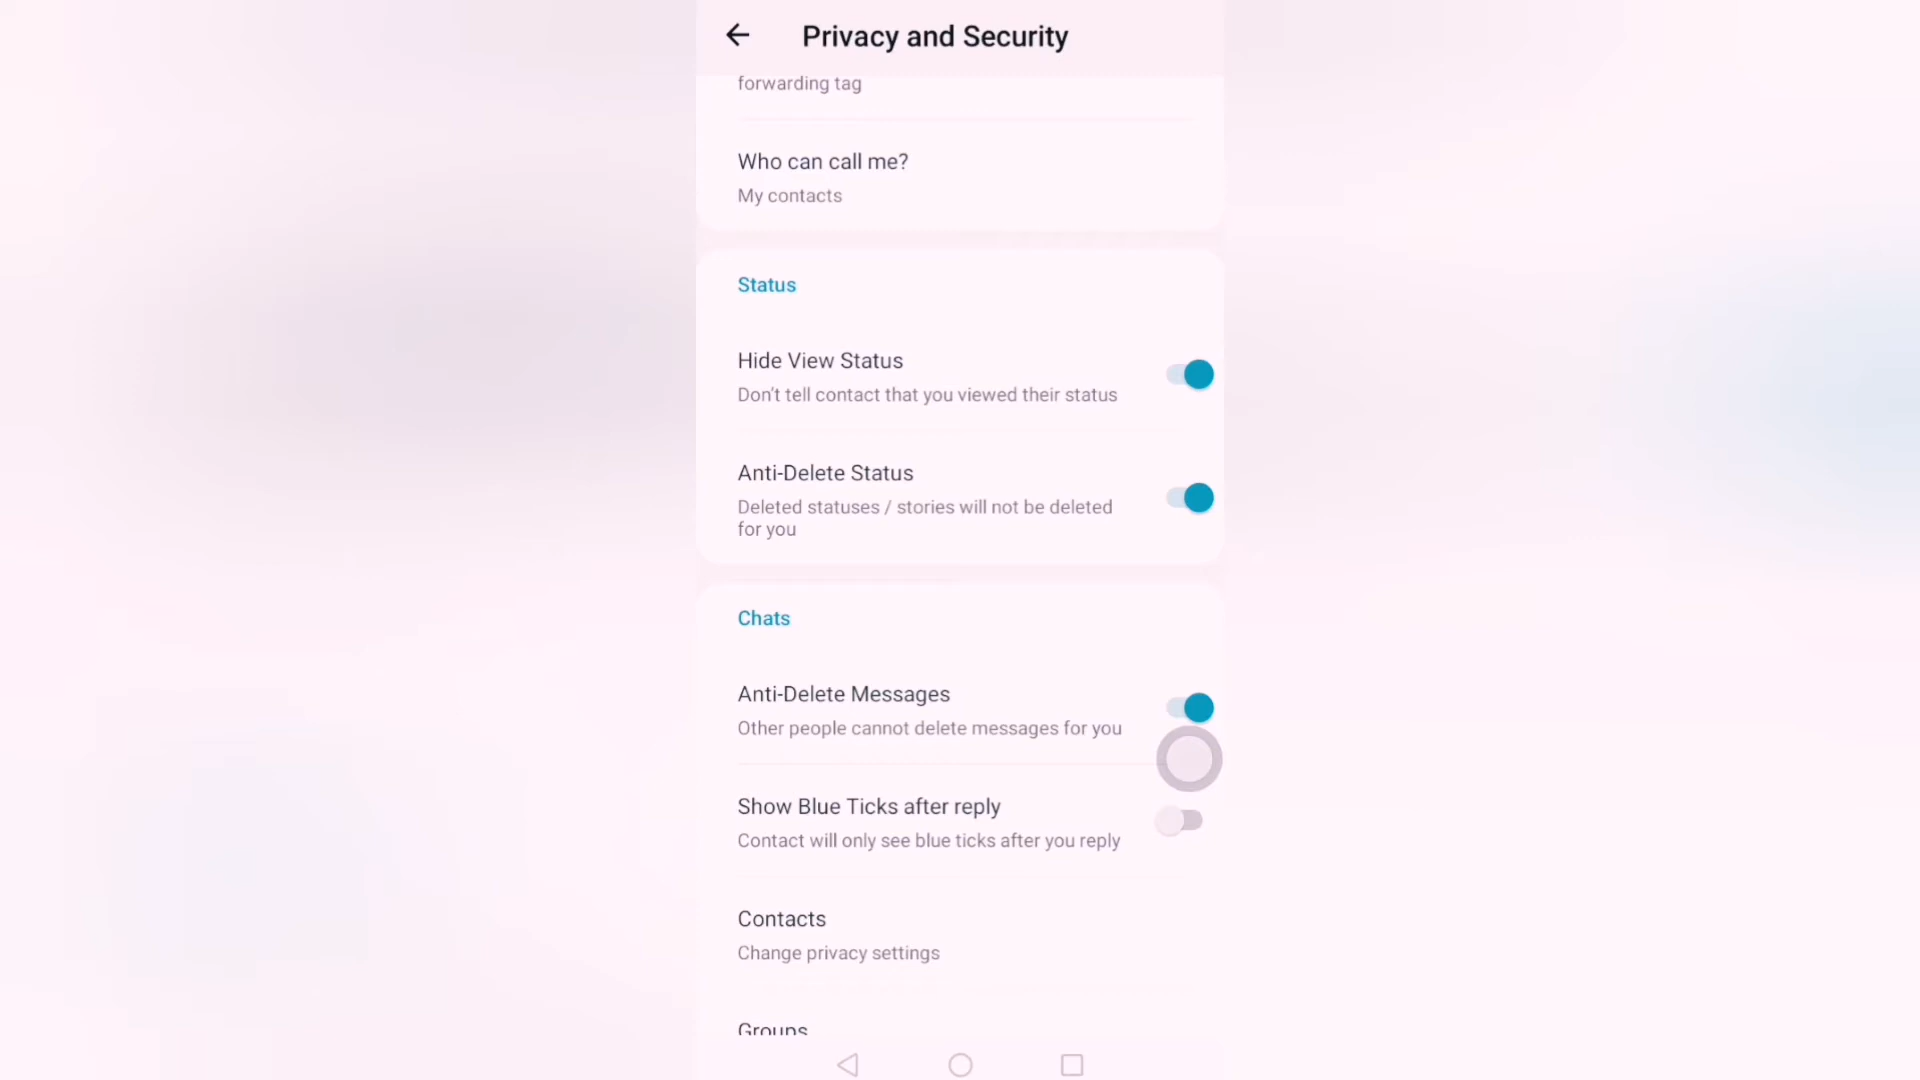 Privacy and Security
forwarding tag
Who can call me?
My contacts
Status
Hide View Status
Don't tell contact that you viewed their status
Anti-Delete Status
Deleted statuses / stories will not be deleted
for you
Chats
Anti-Delete Messages
Other people cannot delete messages for you
Show Blue Ticks after reply
Contact will only see blue ticks after you reply
Contacts
Change privacy settings
Groups